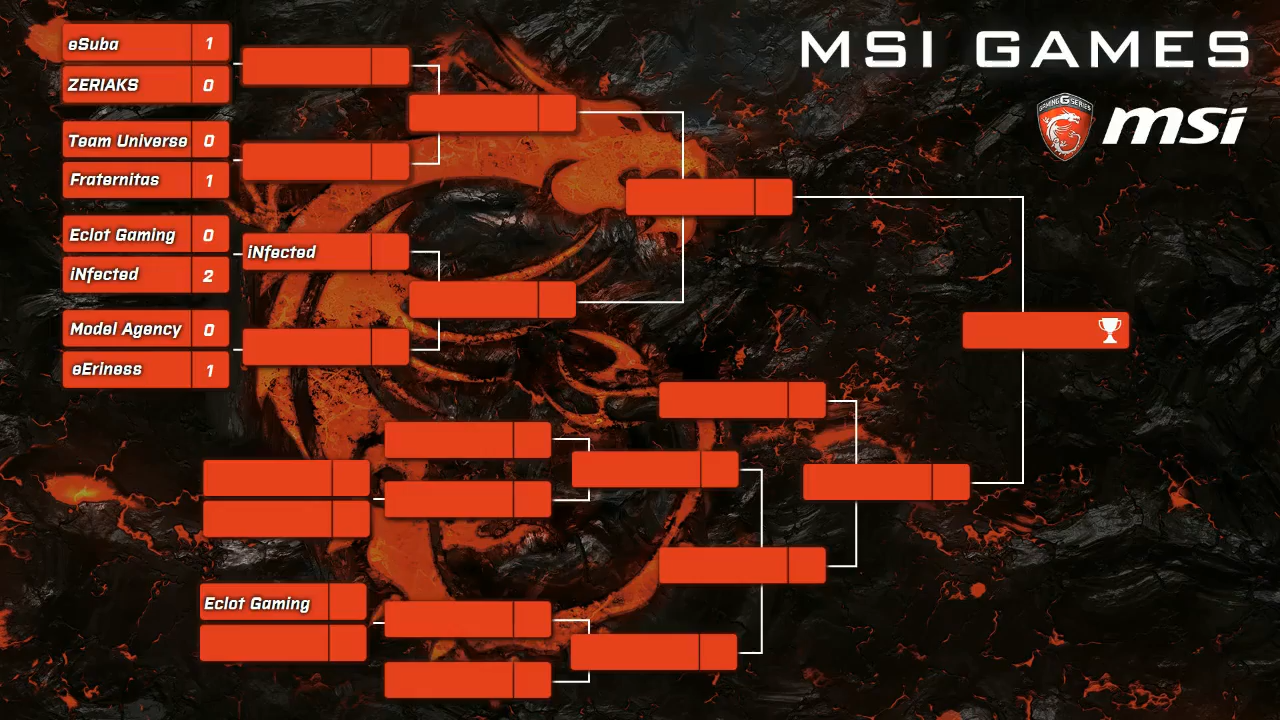 MSI GAMES
GAMING G SERIES
msi
eSuba 1
ZERIAKS 0
Team Universe 0
Fraternitas 1
Eclot Gaming 0
iNfected 2
Model Agency 0
eEriness 1
iNfected
Eclot Gaming